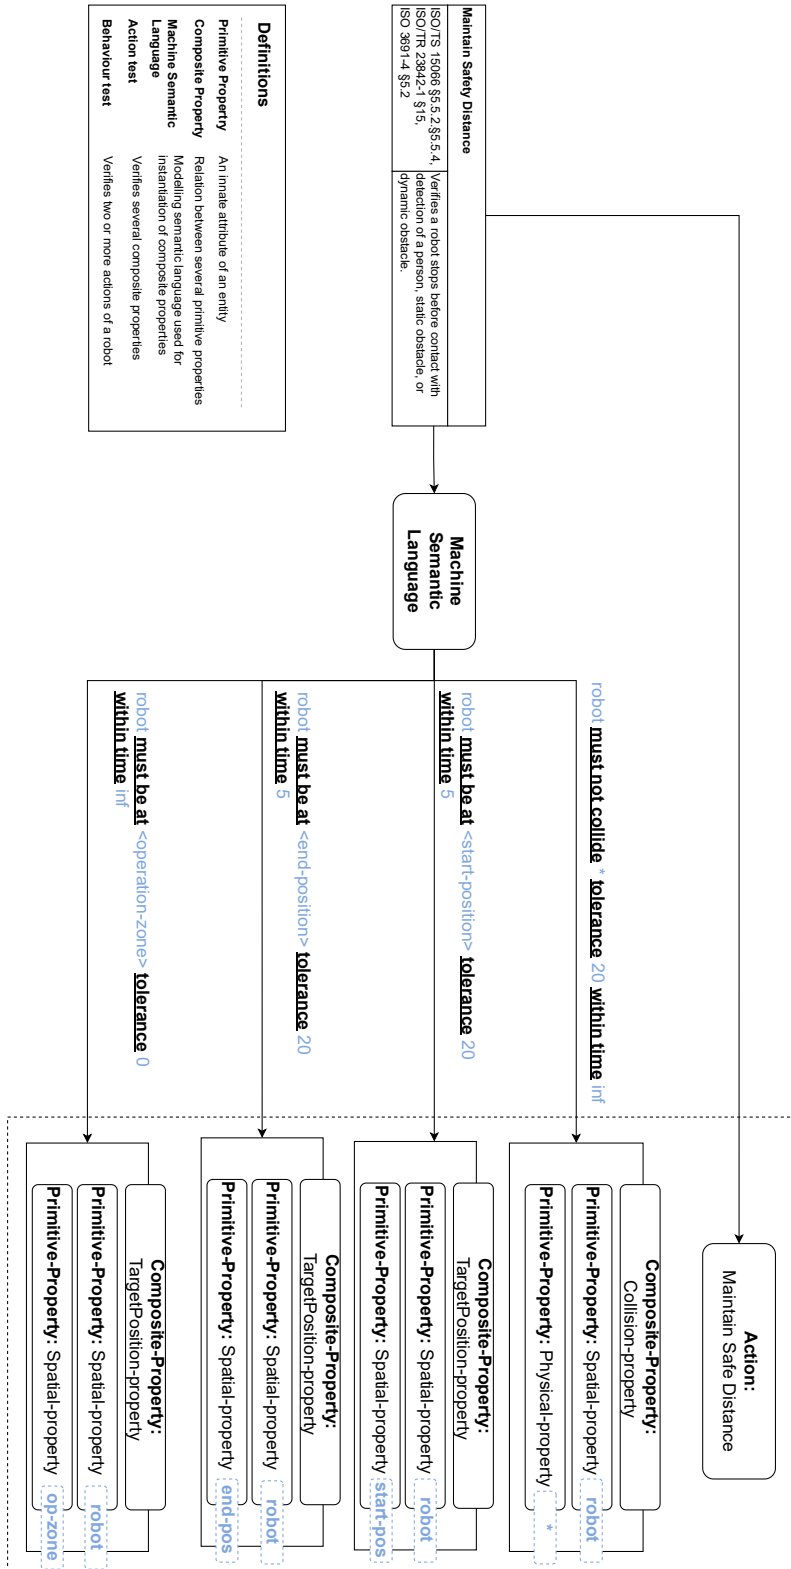 Maintain Safety Distance
ISO/TS 15066 §5.5.2.§5.5.4,
ISO/TR 23842-1 §15,
ISO 3691-4 §5.2
Verifies a robot stops before contact with
detection of a person, static obstacle, or
dynamic obstacle.
Definitions
Primitive Propertry An innate attribute of an entity
Composite Property Relation between several primitive properties
Machine Semantic Modelling semantic language used for
Language instantiation of composite properties
Action test Verifies several composite properties
Behaviour test Verifies two or more actions of a robot
Machine
Semantic
Language
robot must not collide * tolerance 20 within time inf
robot must be at <start-position> tolerance 20
within time 5
robot must be at <end-position> tolerance 20
within time 5
robot must be at <operation-zone> tolerance 0
within time inf
Action:
Maintain Safe Distance
Composite-Property:
Collision-property
Primitive-Property: Spatial-property robot
Primitive-Property: Physical-property *
Composite-Property:
TargetPosition-property
Primitive-Property: Spatial-property robot
Primitive-Property: Spatial-property start-pos
Composite-Property:
TargetPosition-property
Primitive-Property: Spatial-property robot
Primitive-Property: Spatial-property end-pos
Composite-Property:
TargetPosition-property
Primitive-Property: Spatial-property robot
Primitive-Property: Spatial-property op-zone